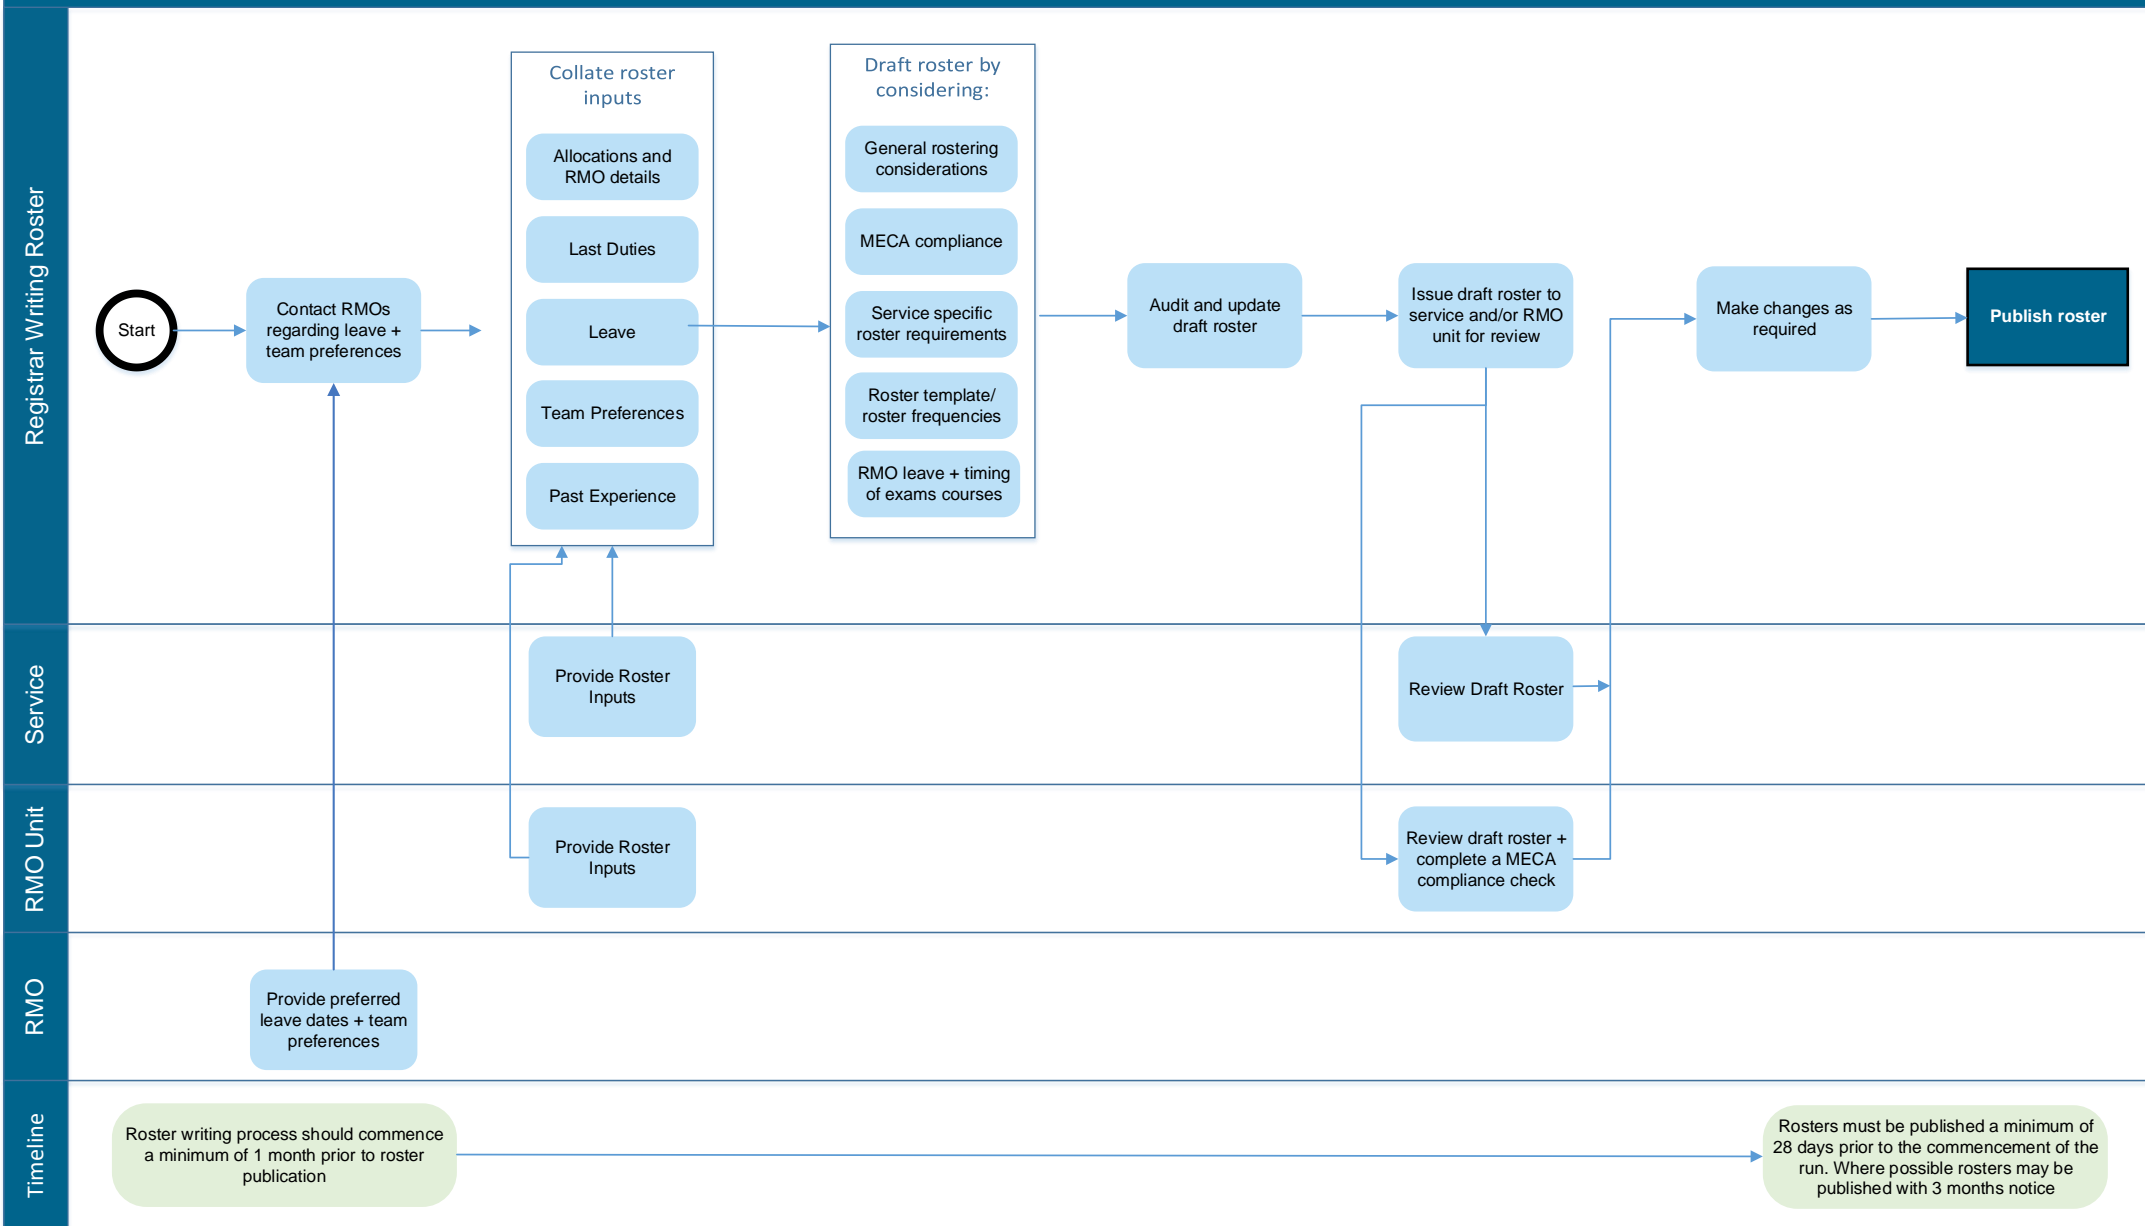 Registrar Writing Roster
Start
Contact RMOs
regarding leave +
team preferences
Collate roster
inputs
Allocations and
RMO details
Last Duties
Leave
Team Preferences
Past Experience
Draft roster by
considering:
General rostering
considerations
MECA compliance
Service specific
roster requirements
Roster template/
roster frequencies
RMO leave + timing
of exams courses
Audit and update
draft roster
Issue draft roster to
service and/or RMO
unit for review
Make changes as
required
Publish roster
Service
Provide Roster
Inputs
Review Draft Roster
RMO Unit
Provide Roster
Inputs
Review draft roster +
complete a MECA
compliance check
RMO
Provide preferred
leave dates + team
preferences
Timeline
Roster writing process should commence
a minimum of 1 month prior to roster
publication
Rosters must be published a minimum of
28 days prior to the commencement of the
run. Where possible rosters may be
published with 3 months notice